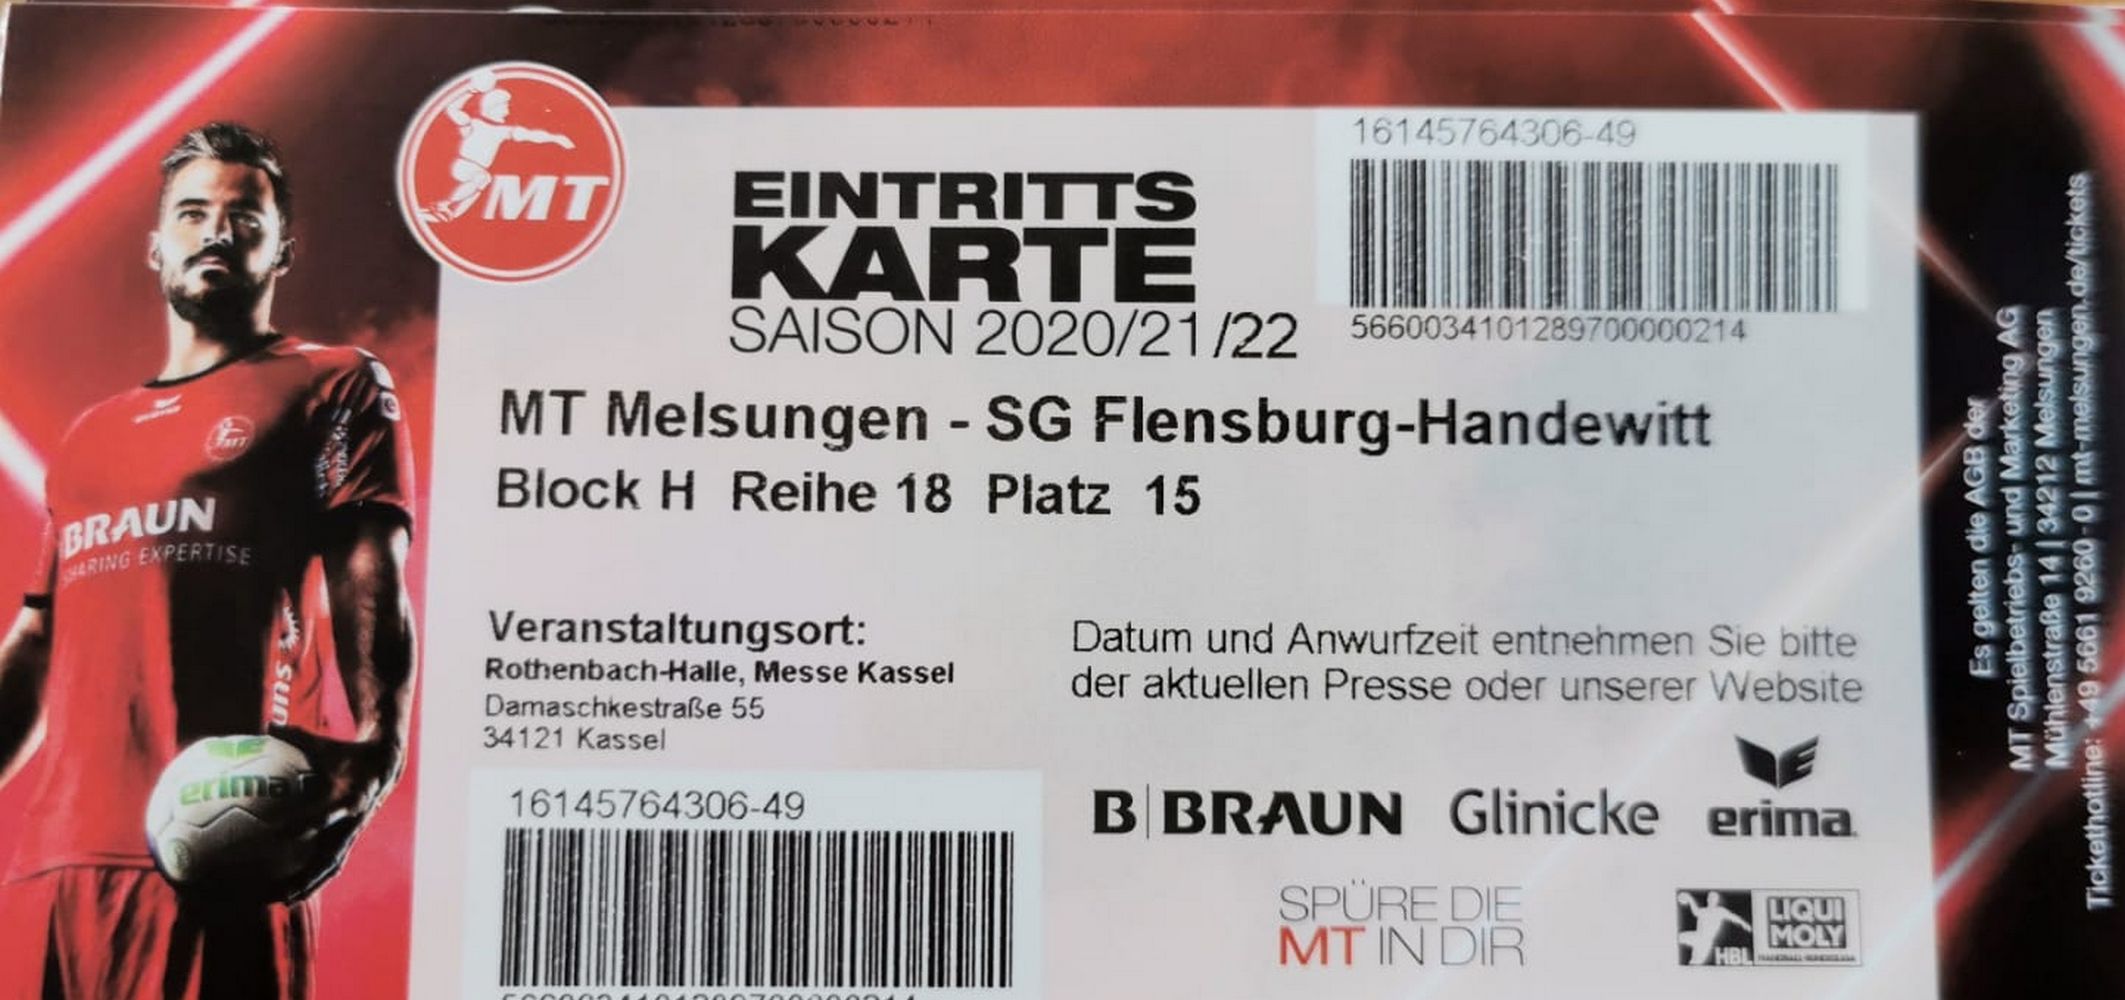 MT
EINTRITTS
KARTE
SAISON 2020/21/22
16145764306-49
5660034101289700000214
MT Melsungen - SG Flensburg-Handewitt
Block H Reihe 18 Platz 15
Veranstaltungsort:
Rothenbach-Halle, Messe Kassel
Damaschkestraße 55
34121 Kassel
Datum und Anwurfzeit entnehmen Sie bitte
der aktuellen Presse oder unserer Website
16145764306-49
B|BRAUN Glinicke erima
SPÜRE DIE
MT IN DIR
HBL
LIQUI
MOLY
Es gelten die AGB der
MT Spielbetriebs- und Marketing AG
Mühlenstraße 14 | 34212 Melsungen
Tickethotline: +49 5661 9260 - 0 | mt-melsungen.de/tickets
erima
MT
BRAUN
SHARING EXPERTISE
uns
erima